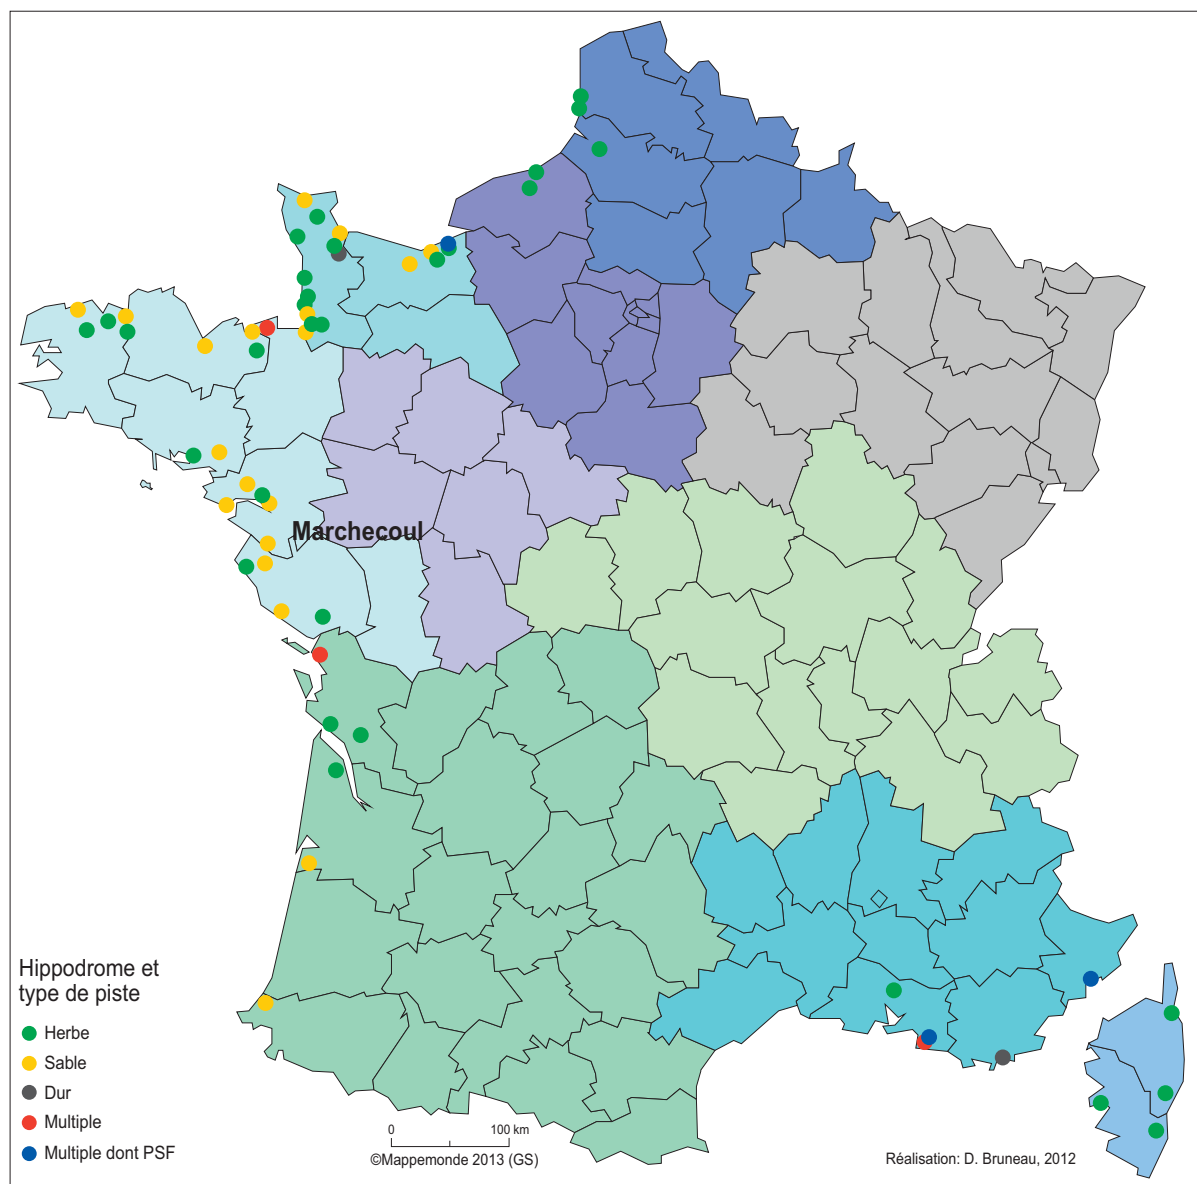 Marchecoul
Hippodrome et
type de piste
Herbe
Sable
Dur
Multiple
Multiple dont PSF
0 100 km
©Mappemonde 2013 (GS)
Réalisation: D. Bruneau, 2012